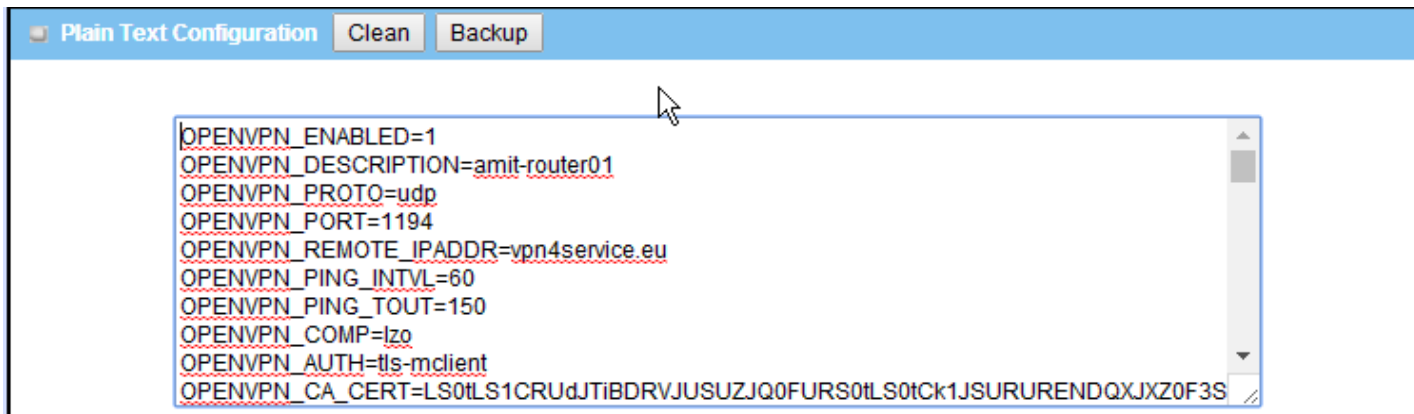 Plain Text Configuration Clean Backup
OPENVPN_ENABLED=1
OPENVPN_DESCRIPTION=amit-router01
OPENVPN_PROTO=udp
OPENVPN_PORT=1194
OPENVPN_REMOTE_IPADDR=vpn4service.eu
OPENVPN_PING_INTVL=60
OPENVPN_PING_TOUT=150
OPENVPN_COMP=lzo
OPENVPN_AUTH=tls-mclient
OPENVPN_CA_CERT=LS0tLS1CRUdJTiBDRVJUSUZJQ0FURS0tLS0tCk1JSURURENDQXJXZ0F3S